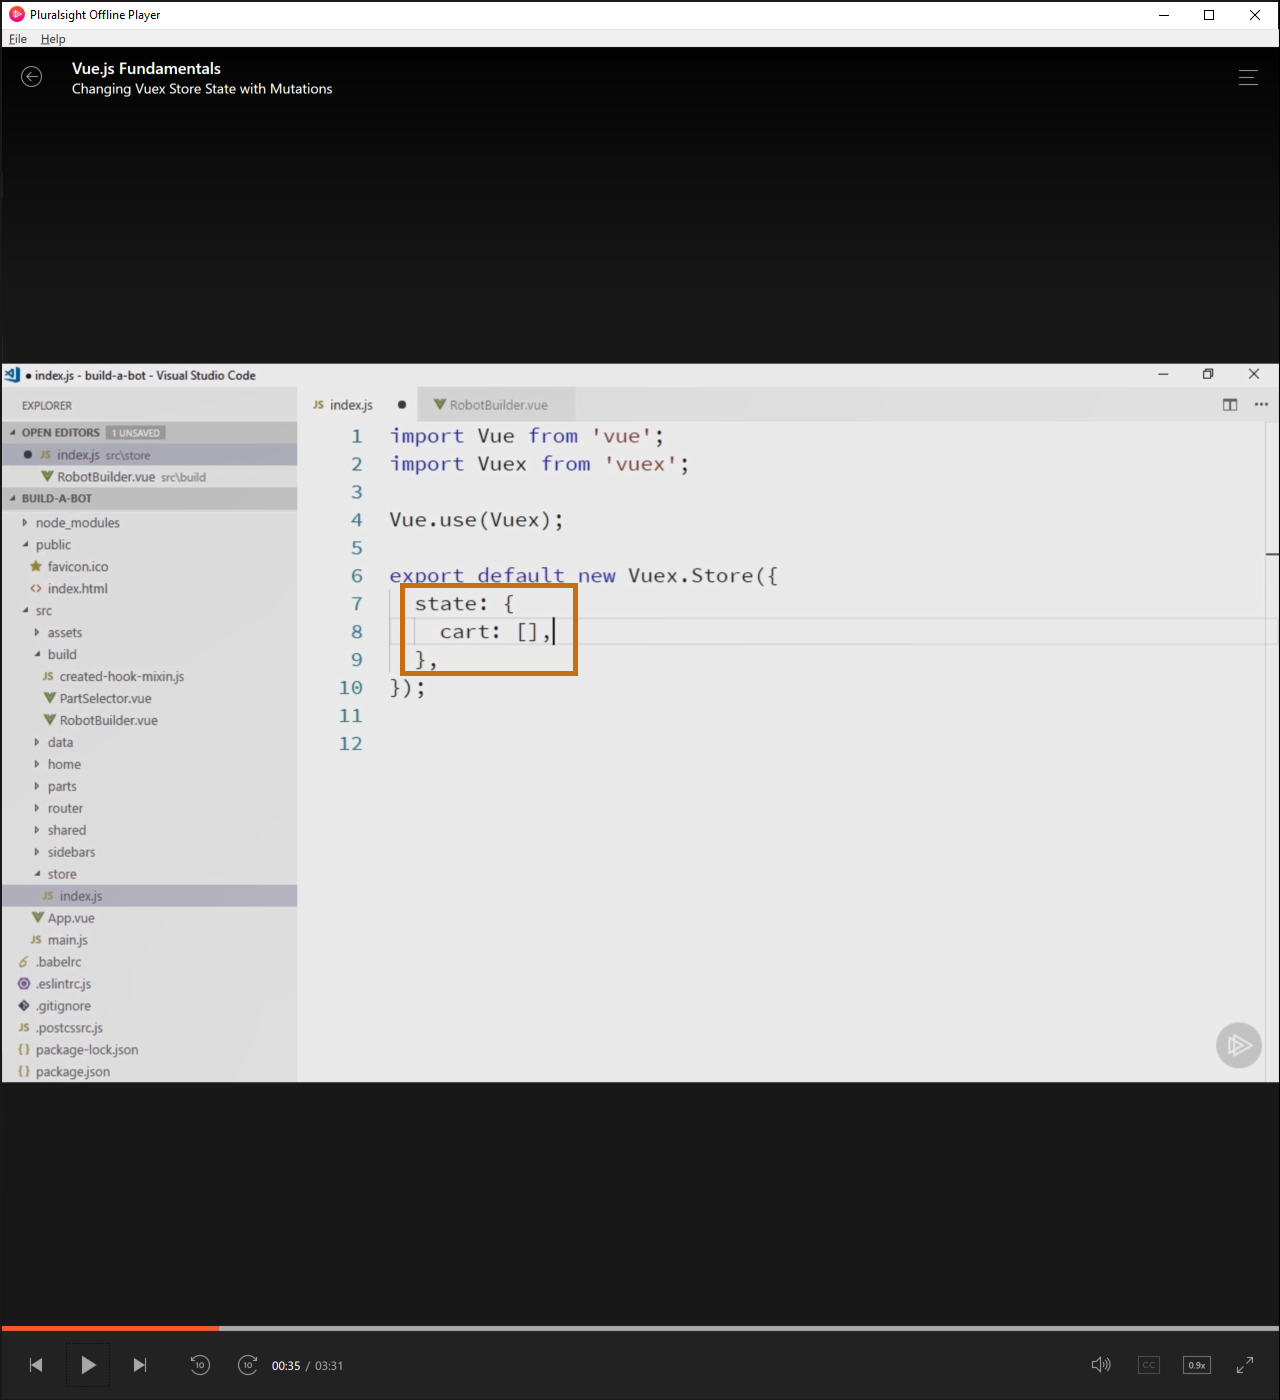 Pluralsight Offline Player
File Help
Vue.js Fundamentals
Changing Vuex Store State with Mutations
● index.js - build-a-bot - Visual Studio Code
EXPLORER
OPEN EDITORS 1 UNSAVED
JS index.js src\store
RobotBuilder.vue src\build
BUILD-A-BOT
node_modules
public
favicon.ico
<> index.html
src
assets
build
JS created-hook-mixin.js
PartSelector.vue
RobotBuilder.vue
data
home
parts
router
shared
sidebars
store
JS index.js
App.vue
JS main.js
.babelrc
.eslintrc.js
.gitignore
JS .postcssrc.js
{} package-lock.json
{} package.json
JS index.js ● RobotBuilder.vue
1 import Vue from 'vue';
2 import Vuex from 'vuex';
3
4 Vue.use(Vuex);
5
6 export default new Vuex.Store({
7 state: {
8 cart: [],
9 },
10 });
11
12
10 10 00:35 / 03:31 CC 0.9x